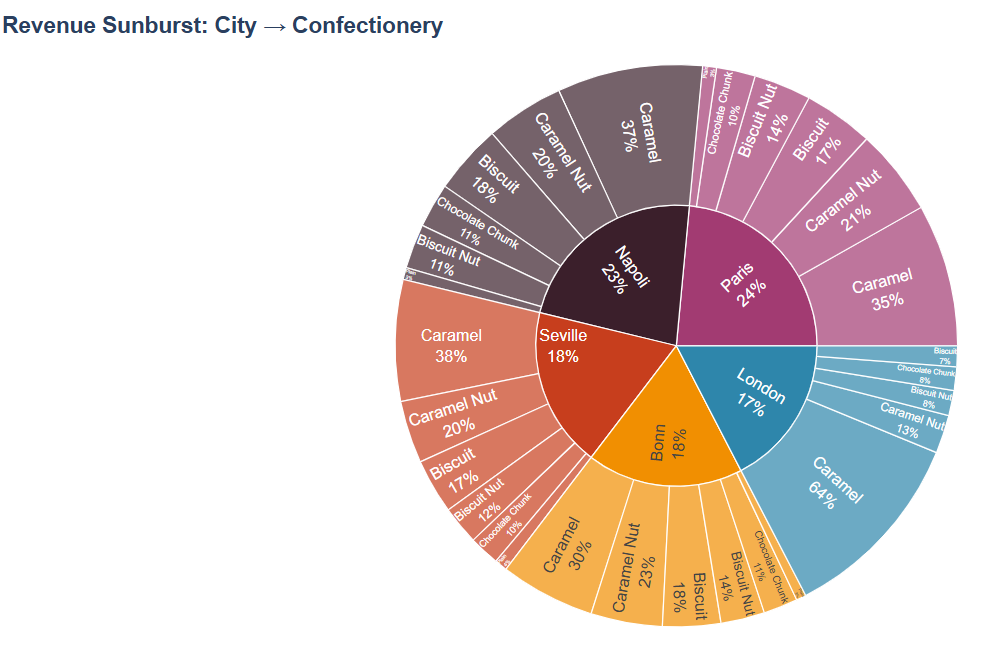 Revenue Sunburst: City → Confectionery
Paris
24%
Caramel
35%
Caramel Nut
21%
Biscuit
17%
Biscuit Nut
14%
Chocolate Chunk
10%
Plain
3%
Napoli
23%
Caramel
37%
Caramel Nut
20%
Biscuit
18%
Chocolate Chunk
11%
Biscuit Nut
11%
Plain
Seville
18%
Caramel
38%
Caramel Nut
20%
Biscuit
17%
Biscuit Nut
12%
Chocolate Chunk
10%
Bonn
18%
Caramel
30%
Caramel Nut
23%
Biscuit
18%
Biscuit Nut
14%
Chocolate Chunk
11%
London
17%
Biscuit
7%
Chocolate Chunk
8%
Biscuit Nut
8%
Caramel Nut
13%
Caramel
64%